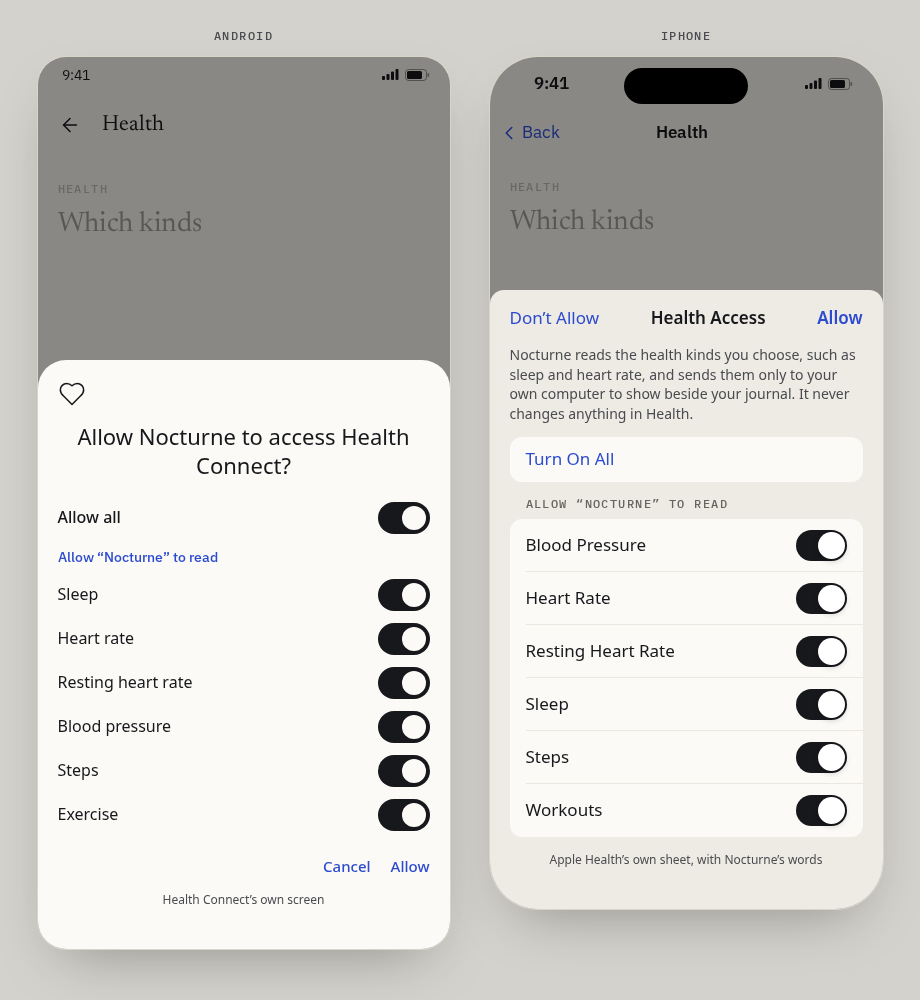 ANDROID
9:41
Health
HEALTH
Which kinds
Allow Nocturne to access Health
Connect?
Allow all
Allow “Nocturne” to read
Sleep
Heart rate
Resting heart rate
Blood pressure
Steps
Exercise
Cancel
Allow
Health Connect’s own screen
IPHONE
9:41
Back
Health
HEALTH
Which kinds
Don’t Allow
Health Access
Allow
Nocturne reads the health kinds you choose, such as
sleep and heart rate, and sends them only to your
own computer to show beside your journal. It never
changes anything in Health.
Turn On All
ALLOW “NOCTURNE” TO READ
Blood Pressure
Heart Rate
Resting Heart Rate
Sleep
Steps
Workouts
Apple Health’s own sheet, with Nocturne’s words